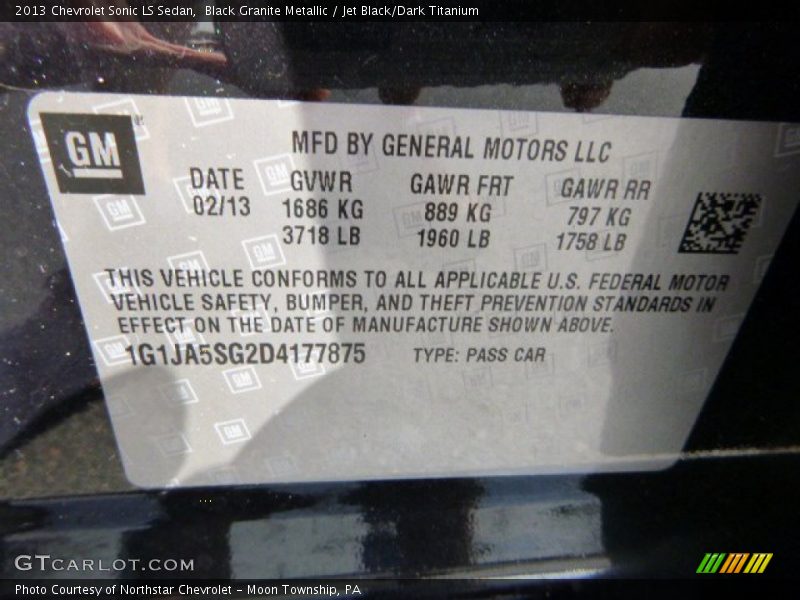 2013 Chevrolet Sonic LS Sedan, Black Granite Metallic / Jet Black/Dark Titanium
GM
MFD BY GENERAL MOTORS LLC
DATE GVWR GAWR FRT GAWR RR
02/13 1686 KG 889 KG 797 KG
3718 LB 1960 LB 1758 LB
THIS VEHICLE CONFORMS TO ALL APPLICABLE U.S. FEDERAL MOTOR
VEHICLE SAFETY, BUMPER, AND THEFT PREVENTION STANDARDS IN
EFFECT ON THE DATE OF MANUFACTURE SHOWN ABOVE.
1G1JA5SG2D4177875 TYPE: PASS CAR
GTCARLOT.COM
Photo Courtesy of Northstar Chevrolet - Moon Township, PA